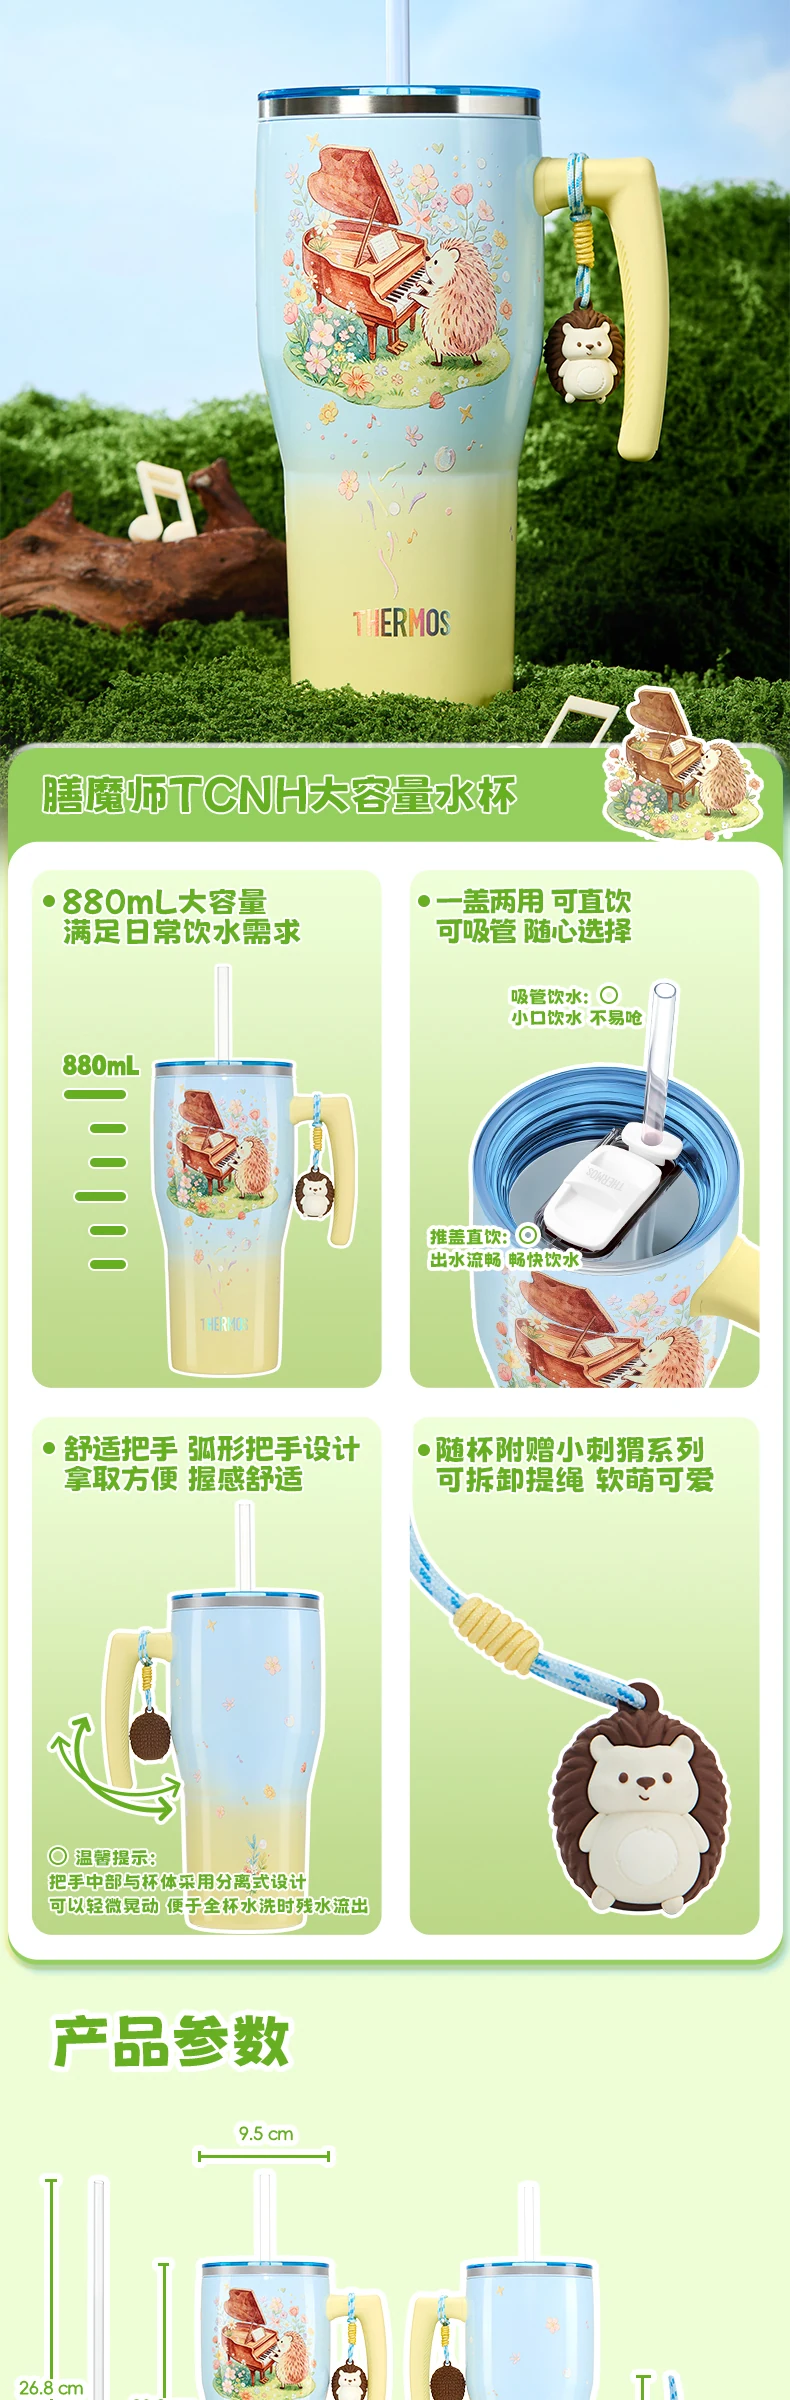 THERMOS
膳魔师TCNH大容量水杯
880mL大容量
满足日常饮水需求
880mL
THERMOS
一盖两用 可直饮
可吸管 随心选择
吸管饮水:
小口饮水 不易呛
THERMOS
推盖直饮:
出水流畅 畅快饮水
舒适把手 弧形把手设计
拿取方便 握感舒适
温馨提示:
把手中部与杯体采用分离式设计
可以轻微晃动 便于全杯水洗时残水流出
随杯附赠小刺猬系列
可拆卸提绳 软萌可爱
产品参数
9.5 cm
26.8 cm